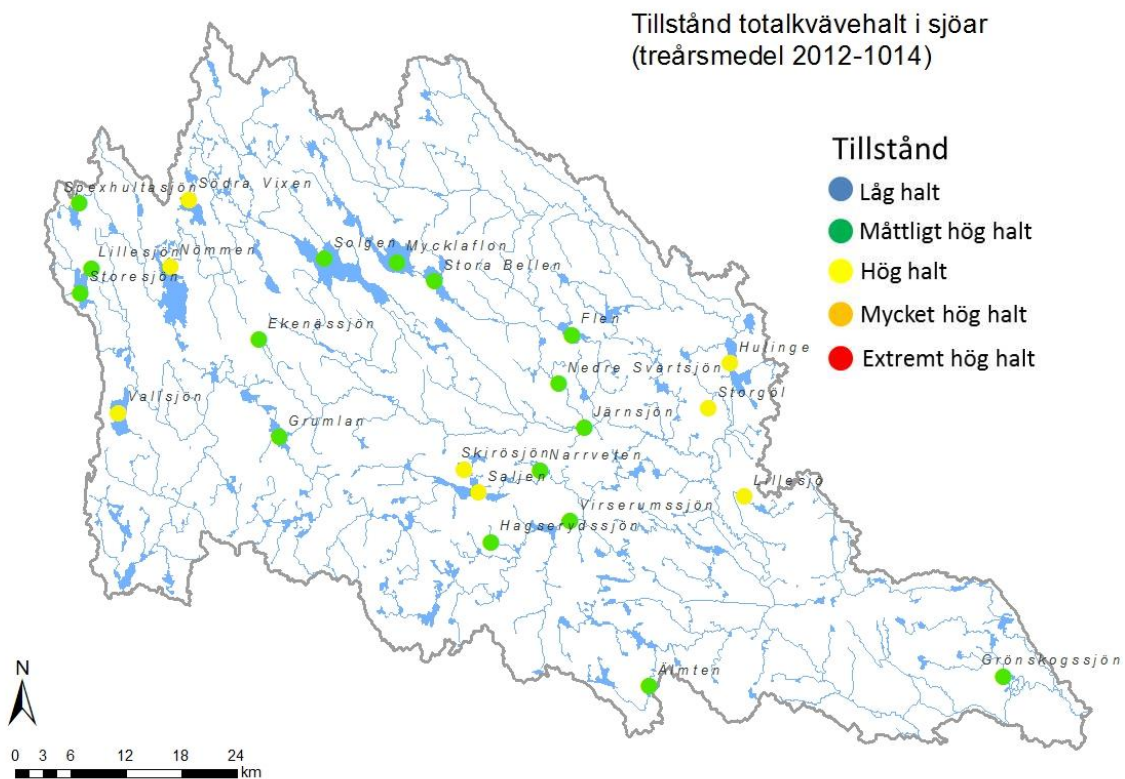 Tillstånd totalkvävehalt i sjöar
(treårsmedel 2012-1014)
Tillstånd
Låg halt
Måttligt hög halt
Hög halt
Mycket hög halt
Extremt hög halt
Spexhultasjön
Södra Vixen
Lillesjön
Nömmen
Storesjön
Solgen
Mycklaflon
Stora Bellen
Ekenässjön
Flen
Hulinge
Nedre Svartsjön
Storgöl
Vallsjön
Grumlan
Järnsjön
Skirösjön
Narrveten
Saljen
Lillesjö
Virserumssjön
Hagserydssjön
Älmten
Grönskogssjön
N
0 3 6 12 18 24
km